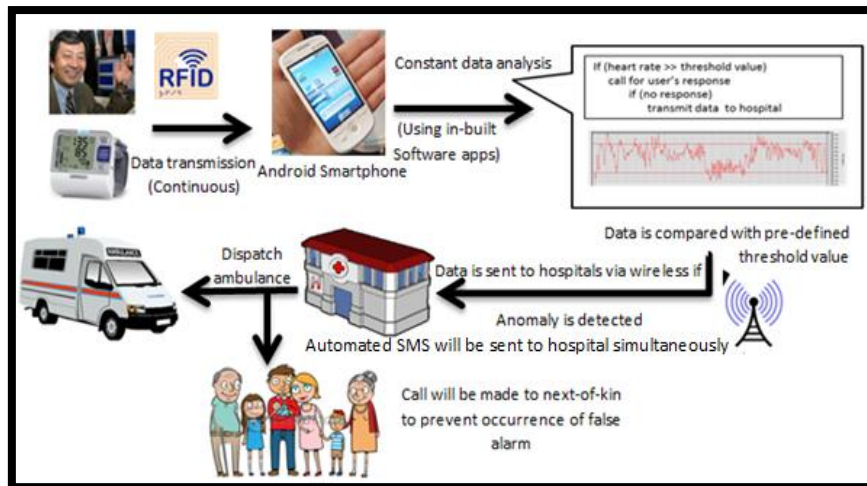 RFID
Data transmission
(Continuous)
Android Smartphone
Constant data analysis
(Using in-built
Software apps)
If (heart rate >> threshold value)
call for user's response
if (no response)
transmit data to hospital
Data is compared with pre-defined
threshold value
Data is sent to hospitals via wireless if
Anomaly is detected
Automated SMS will be sent to hospital simultaneously
Dispatch
ambulance
AMBULANCE
Call will be made to next-of-kin
to prevent occurrence of false
alarm